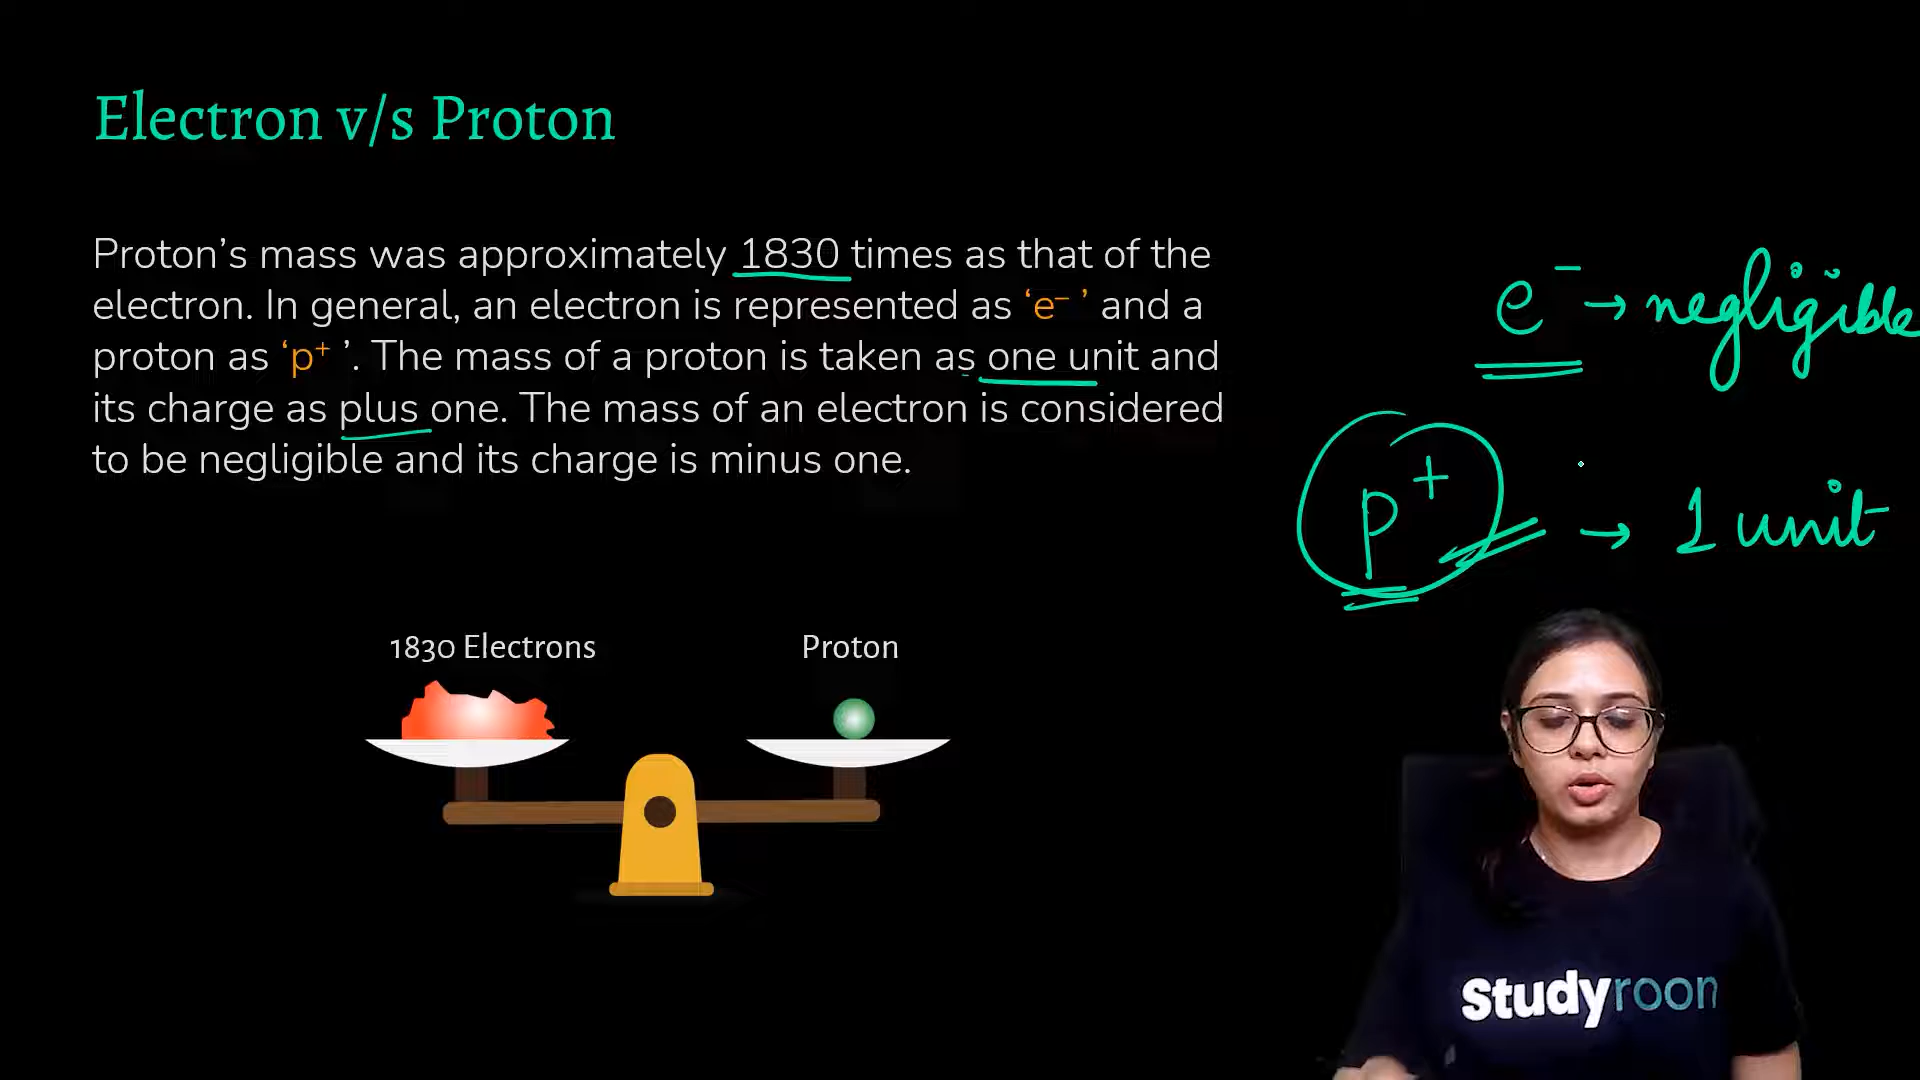 Electron v/s Proton
Proton’s mass was approximately 1830 times as that of the
electron. In general, an electron is represented as ‘e⁻ ’ and a
proton as ‘p⁺ ’. The mass of a proton is taken as one unit and
its charge as plus one. The mass of an electron is considered
to be negligible and its charge is minus one.
e⁻ → negligible
p⁺ → 1 unit
1830 Electrons
Proton
Studyroon